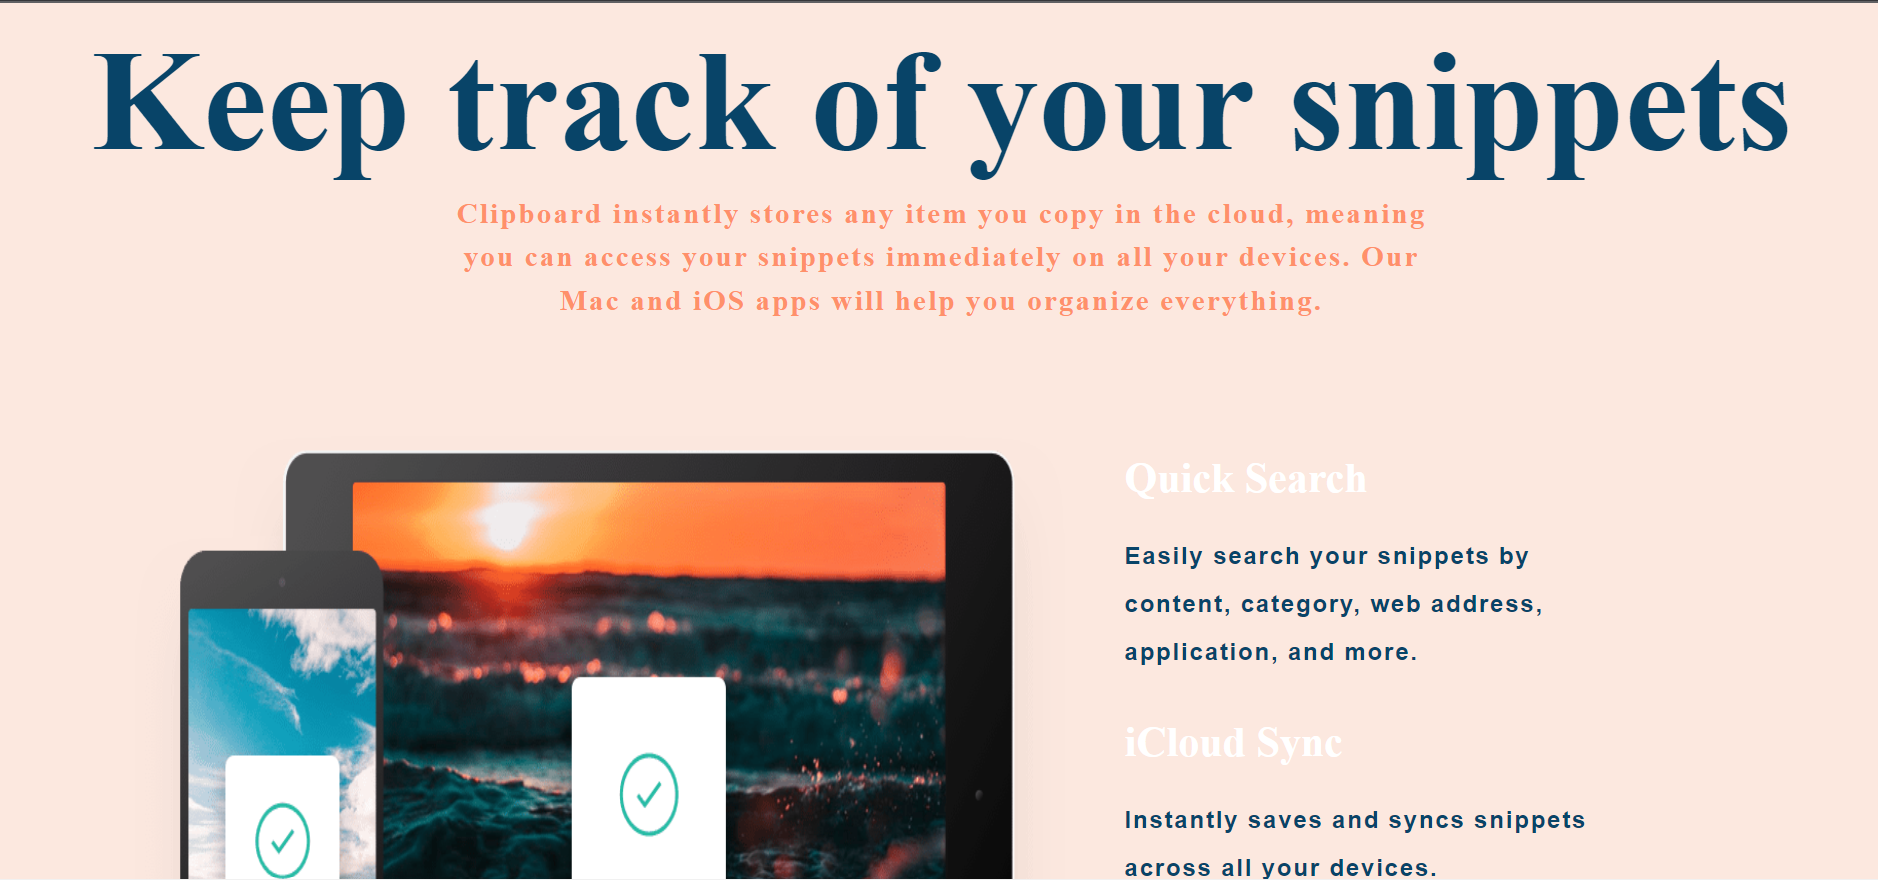 Keep track of your snippets
Clipboard instantly stores any item you copy in the cloud, meaning
you can access your snippets immediately on all your devices. Our
Mac and iOS apps will help you organize everything.
Quick Search
Easily search your snippets by
content, category, web address,
application, and more.
iCloud Sync
Instantly saves and syncs snippets
across all your devices.